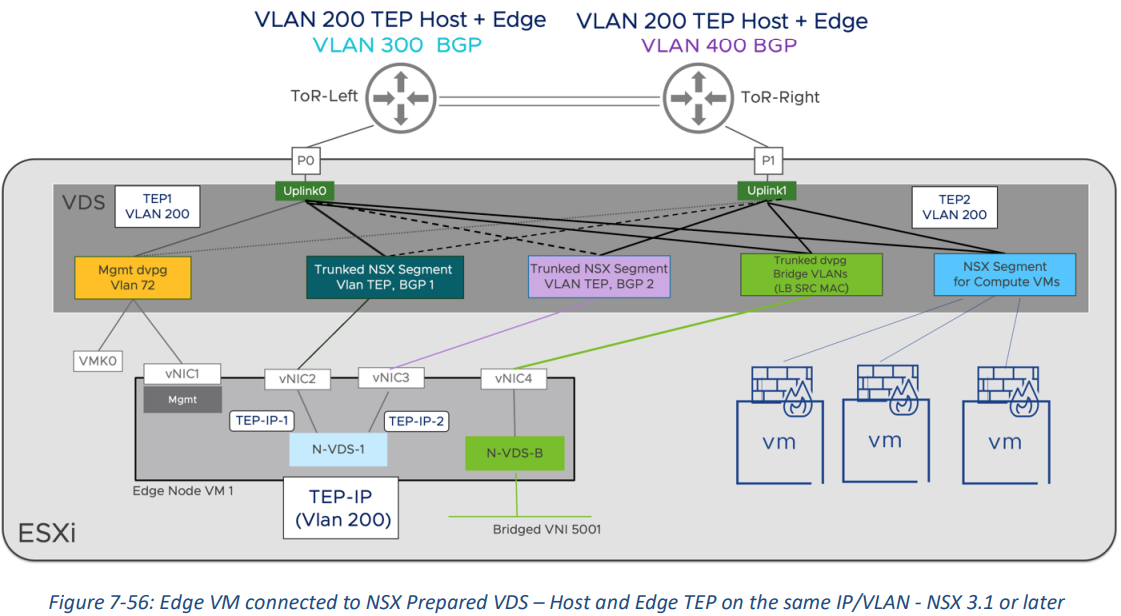 VLAN 200 TEP Host + Edge
VLAN 300 BGP
VLAN 200 TEP Host + Edge
VLAN 400 BGP
ToR-Left
ToR-Right
P0
P1
VDS
TEP1
VLAN 200
Uplink0
Uplink1
TEP2
VLAN 200
Mgmt dvpg
Vlan 72
Trunked NSX Segment
Vlan TEP, BGP 1
Trunked NSX Segment
VLAN TEP, BGP 2
Trunked dvpg
Bridge VLANs
(LB SRC MAC)
NSX Segment
for Compute VMs
VMK0
vNIC1
vNIC2
vNIC3
vNIC4
Mgmt
TEP-IP-1
TEP-IP-2
N-VDS-1
N-VDS-B
vm
vm
vm
Edge Node VM 1
TEP-IP
(Vlan 200)
Bridged VNI 5001
ESXi
Figure 7-56: Edge VM connected to NSX Prepared VDS – Host and Edge TEP on the same IP/VLAN - NSX 3.1 or later